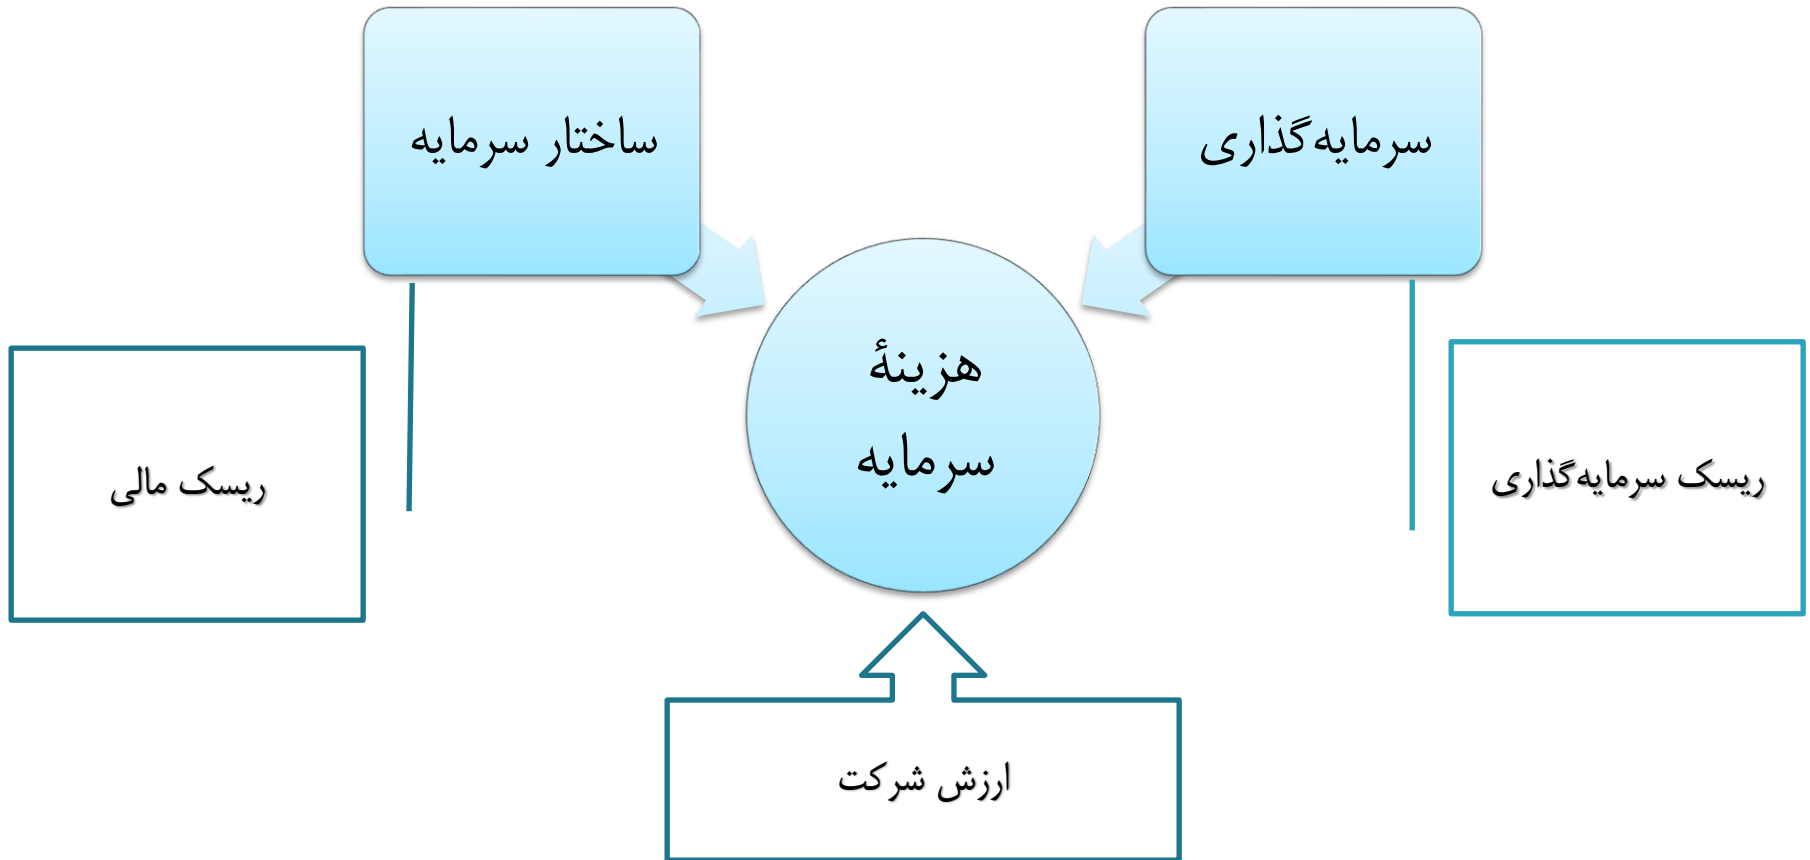 سرمایه‌گذاری
ساختار سرمایه
هزینهٔ
سرمایه
ریسک سرمایه‌گذاری
ریسک مالی
ارزش شرکت